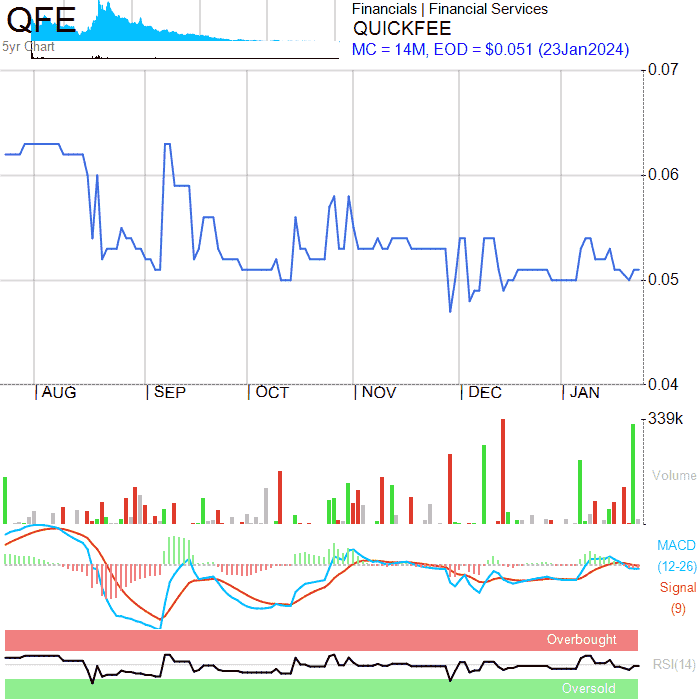 QFE
5yr Chart
Financials | Financial Services
QUICKFEE
MC = 14M, EOD = $0.051 (23Jan2024)
0.07
0.06
0.05
0.04
AUG SEP OCT NOV DEC JAN
339k
Volume
MACD
(12-26)
Signal
(9)
Overbought
RSI(14)
Oversold